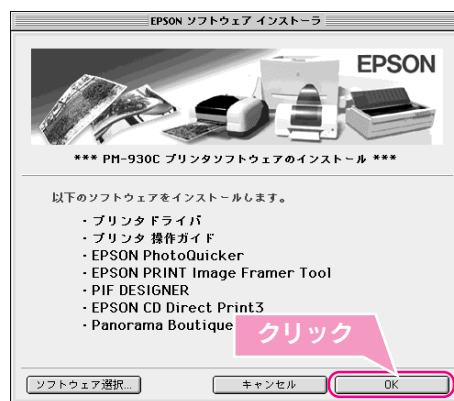 EPSON ソフトウェア インストーラ
EPSON
*** PM-930C プリンタソフトウェアのインストール ***
以下のソフトウェアをインストールします。
・プリンタドライバ
・プリンタ 操作ガイド
・EPSON PhotoQuicker
・EPSON PRINT Image Framer Tool
・PIF DESIGNER
・EPSON CD Direct Print3
・Panorama Boutique
クリック
ソフトウェア選択...
キャンセル
OK